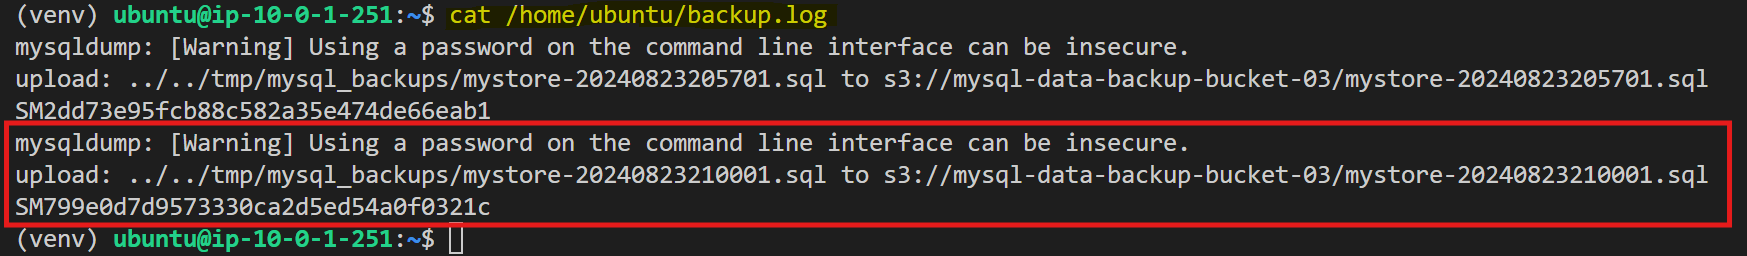 (venv) ubuntu@ip-10-0-1-251:~$ cat /home/ubuntu/backup.log
mysqldump: [Warning] Using a password on the command line interface can be insecure.
upload: ../../tmp/mysql_backups/mystore-20240823205701.sql to s3://mysql-data-backup-bucket-03/mystore-20240823205701.sql
SM2dd73e95fcb88c582a35e474de66eab1
mysqldump: [Warning] Using a password on the command line interface can be insecure.
upload: ../../tmp/mysql_backups/mystore-20240823210001.sql to s3://mysql-data-backup-bucket-03/mystore-20240823210001.sql
SM799e0d7d9573330ca2d5ed54a0f0321c
(venv) ubuntu@ip-10-0-1-251:~$